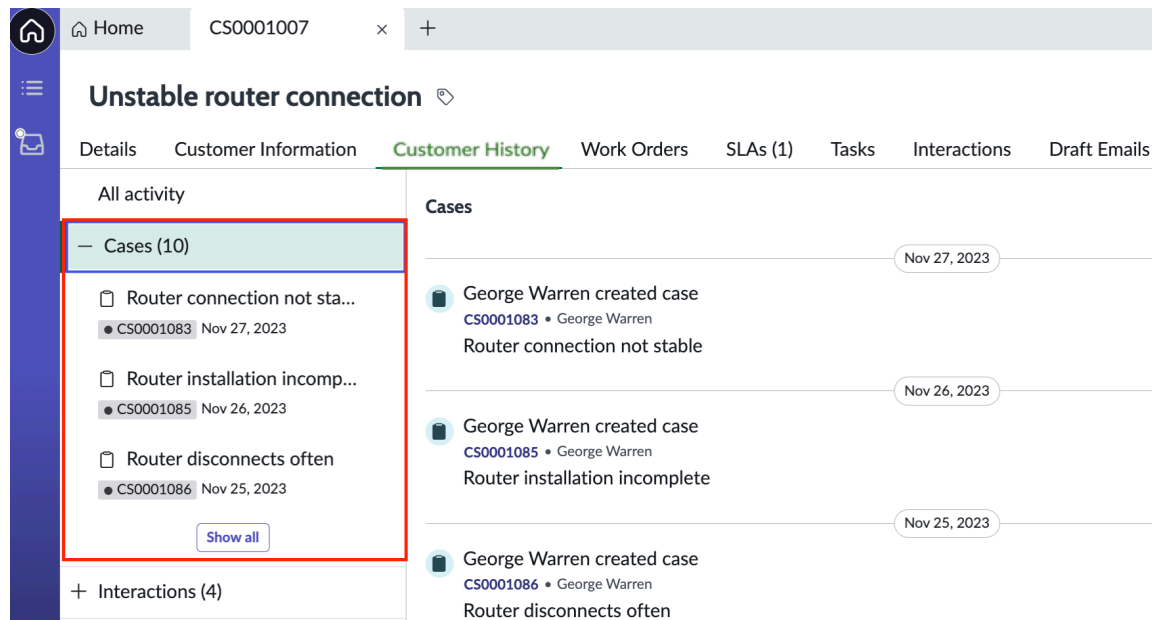 Home
CS0001007
Unstable router connection
Details Customer Information Customer History Work Orders SLAs (1) Tasks Interactions Draft Emails
All activity
Cases (10)
Router connection not sta...
CS0001083 Nov 27, 2023
Router installation incomp...
CS0001085 Nov 26, 2023
Router disconnects often
CS0001086 Nov 25, 2023
Show all
Interactions (4)
Cases
Nov 27, 2023
George Warren created case
CS0001083 • George Warren
Router connection not stable
Nov 26, 2023
George Warren created case
CS0001085 • George Warren
Router installation incomplete
Nov 25, 2023
George Warren created case
CS0001086 • George Warren
Router disconnects often